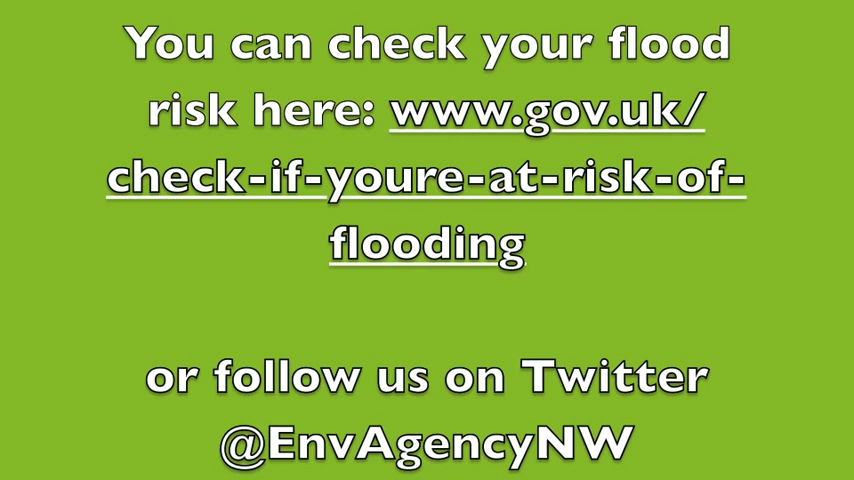 You can check your flood
risk here: www.gov.uk/
check-if-youre-at-risk-of-
flooding
or follow us on Twitter
@EnvAgencyNW